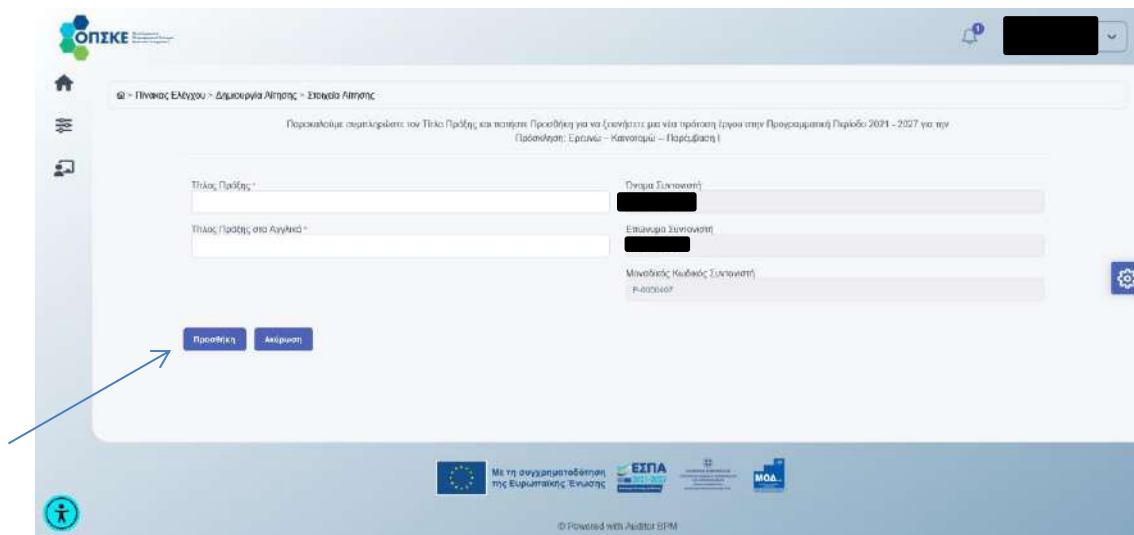 ΟΠΣΚΕ
> Πίνακας Ελέγχου > Δημιουργία Αίτησης > Στοιχεία Αίτησης
Παρακαλούμε συμπληρώστε τον Τίτλο Πράξης και πατήστε Προσθήκη για να ξεκινήσετε μια νέα πρόταση έργου στην Προγραμματική Περίοδο 2021 - 2027 για την
Πρόσκληση: Ερευνώ – Καινοτομώ – Παρέμβαση I
Τίτλος Πράξης *
Όνομα Συντονιστή
Τίτλος Πράξης στα Αγγλικά *
Επώνυμο Συντονιστή
Μοναδικός Κωδικός Συντονιστή
Προσθήκη
Ακύρωση
Με τη συγχρηματοδότηση
της Ευρωπαϊκής Ένωσης
ΕΣΠΑ
2021-2027
ΜΟΔ
© Powered with Auditor BPM